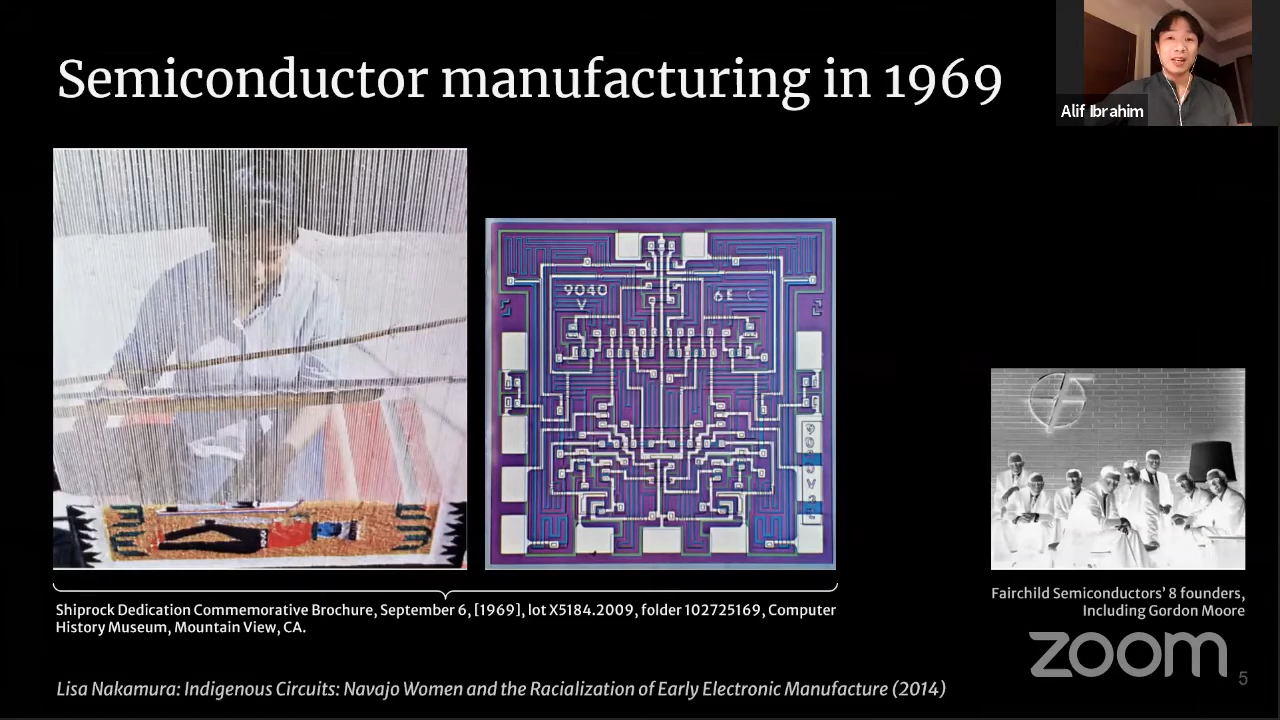 Semiconductor manufacturing in 1969
Alif Ibrahim
9040
V
Shiprock Dedication Commemorative Brochure, September 6, [1969], lot X5184.2009, folder 102725169, Computer
History Museum, Mountain View, CA.
Fairchild Semiconductors’ 8 founders,
Including Gordon Moore
zoom
5
Lisa Nakamura: Indigenous Circuits: Navajo Women and the Racialization of Early Electronic Manufacture (2014)